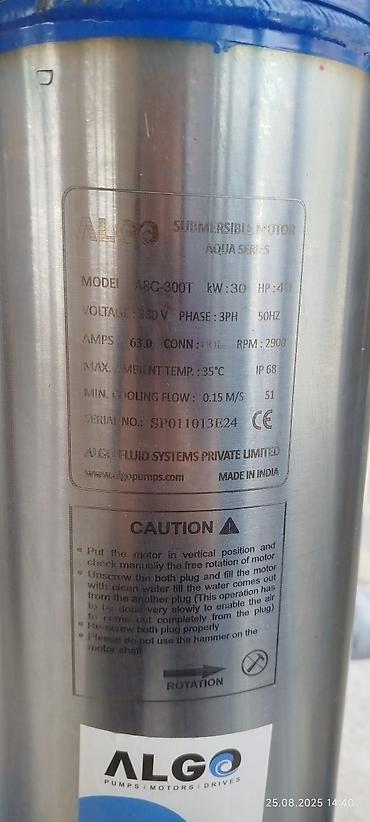 ALGO SUBMERSIBLE MOTOR
AQUA SERIES
MODEL A8C-300T kW : 30 HP : 40
VOLTAGE : 380 V PHASE : 3PH 50HZ
AMPS 63.0 CONN : RPM : 2900
MAX. AMBIENT TEMP. : 35°C IP 68
MIN. COOLING FLOW : 0.15 M/S S1
SERIAL NO.: SP011013E24 CE
ALGO FLUID SYSTEMS PRIVATE LIMITED
www.algopumps.com MADE IN INDIA
CAUTION
• Put the motor in vertical position and
check manually the free rotation of motor
• Unscrew the both plug and fill the motor
with clean water till the water comes out
from the another plug (This operation has
to be done very slowly to enable the air
to come out completely from the plug)
• Re-screw both plug properly
• Please do not use the hammer on the
motor shaft
ROTATION
ALGO
PUMPS | MOTORS | DRIVES
25.08.2025 14:40